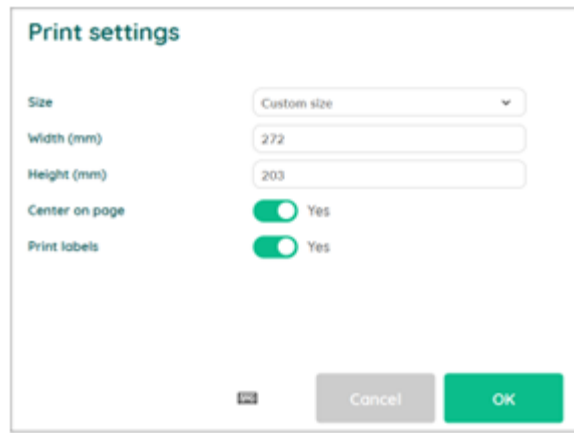 Print settings
Size Custom size
Width (mm) 272
Height (mm) 203
Center on page Yes
Print labels Yes
Cancel OK